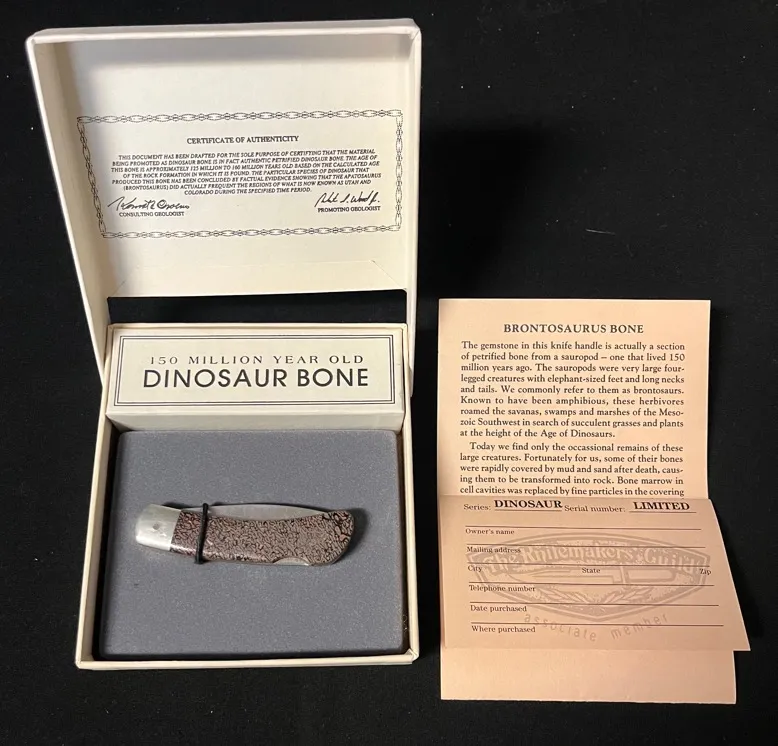 CERTIFICATE OF AUTHENTICITY
THIS DOCUMENT HAS BEEN DRAFTED FOR THE SOLE PURPOSE OF CERTIFYING THAT THE MATERIAL
BEING PROMOTED AS DINOSAUR BONE IS IN FACT AUTHENTIC PETRIFIED DINOSAUR BONE. THE AGE OF
THIS BONE IS APPROXIMATELY 125 MILLION TO 160 MILLION YEARS OLD BASED ON THE CALCULATED AGE
OF THE ROCK FORMATION IN WHICH IT IS FOUND. THE PARTICULAR SPECIES OF DINOSAUR THAT
PRODUCED THIS BONE HAS BEEN CONCLUDED BY FACTUAL EVIDENCE SHOWING THAT THE APATOSAURUS
(BRONTOSAURUS) DID ACTUALLY FREQUENT THE REGIONS OF WHAT IS NOW KNOWN AS UTAH AND
COLORADO DURING THE SPECIFIED TIME PERIOD.
CONSULTING GEOLOGIST
PROMOTING GEOLOGIST
150 MILLION YEAR OLD
DINOSAUR BONE
BRONTOSAURUS BONE
The gemstone in this knife handle is actually a section
of petrified bone from a sauropod – one that lived 150
million years ago. The sauropods were very large four-
legged creatures with elephant-sized feet and long necks
and tails. We commonly refer to them as brontosaurs.
Known to have been amphibious, these herbivores
roamed the savanas, swamps and marshes of the Meso-
zoic Southwest in search of succulent grasses and plants
at the height of the Age of Dinosaurs.
Today we find only the occassional remains of these
large creatures. Fortunately for us, some of their bones
were rapidly covered by mud and sand after death, caus-
ing them to be transformed into rock. Bone marrow in
cell cavities was replaced by fine particles in the covering
Series: DINOSAUR Serial number: LIMITED
Owner's name
Mailing address
The Knifemakers' Guild
City State Zip
Telephone number
Date purchased
associate member
Where purchased